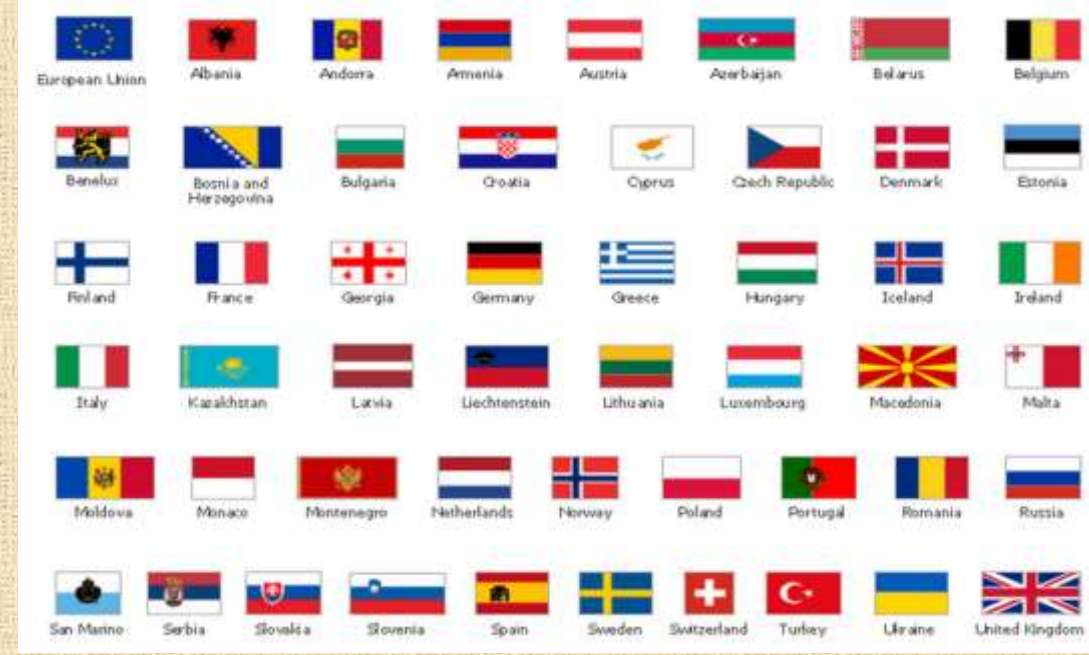 European Union
Albania
Andorra
Armenia
Austria
Azerbaijan
Belarus
Belgium
Benelux
Bosnia and
Herzegovina
Bulgaria
Croatia
Cyprus
Czech Republic
Denmark
Estonia
Finland
France
Georgia
Germany
Greece
Hungary
Iceland
Ireland
Italy
Kazakhstan
Latvia
Liechtenstein
Lithuania
Luxembourg
Macedonia
Malta
Moldova
Monaco
Montenegro
Netherlands
Norway
Poland
Portugal
Romania
Russia
San Marino
Serbia
Slovakia
Slovenia
Spain
Sweden
Switzerland
Turkey
Ukraine
United Kingdom